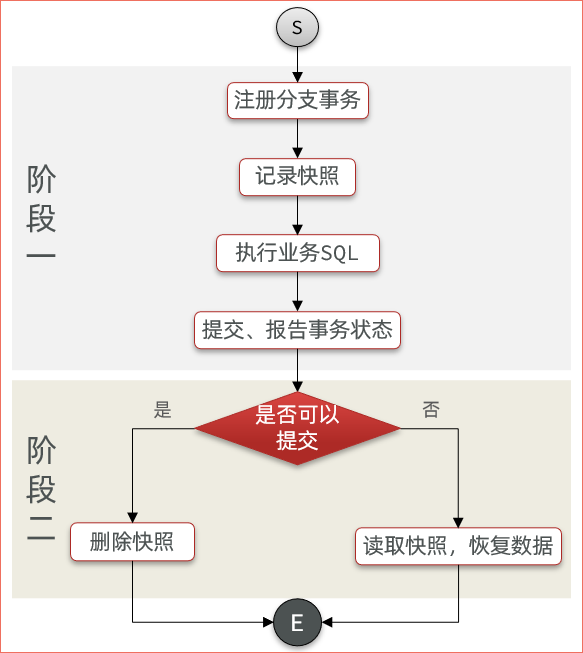 S
阶段一
注册分支事务
记录快照
执行业务SQL
提交、报告事务状态
阶段二
是否可以
提交
是
否
删除快照
读取快照，恢复数据
E